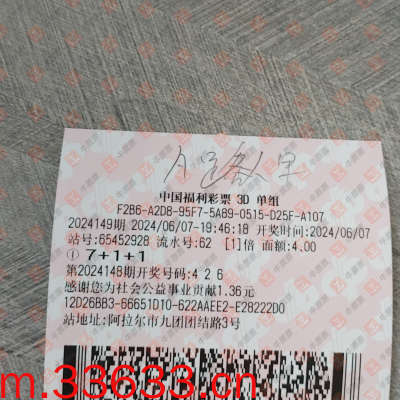 中国福利彩票 3D 单组
F2B6-A2D8-95F7-5A69-0515-D25F-A107
2024149期 2024/06/07-19:46:18 开奖时间:2024/06/07
站号:65452928 流水号:62 [1]倍 面额:4.00
① 7+1+1
第2024148期开奖号码:4 2 6
感谢您为社会公益事业贡献1.36元
12D26BB3-66651D10-622AAEE2-E28222D0
站地址:阿拉尔市九团团结路3号
m.33633.cn